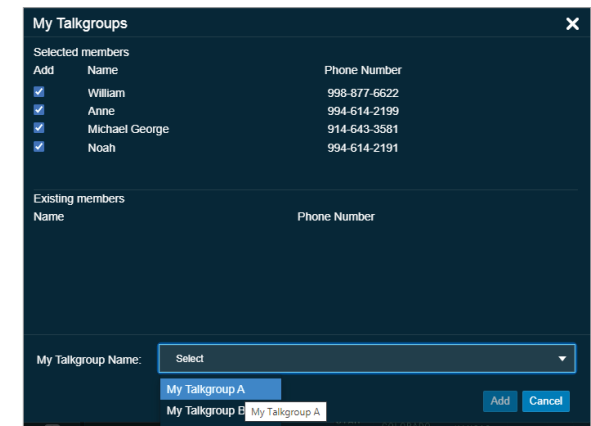 My Talkgroups
Selected members
Add Name Phone Number
William 998-877-6622
Anne 994-614-2199
Michael George 914-643-3581
Noah 994-614-2191
Existing members
Name Phone Number
My Talkgroup Name: Select
My Talkgroup A
My Talkgroup B My Talkgroup A
Add Cancel